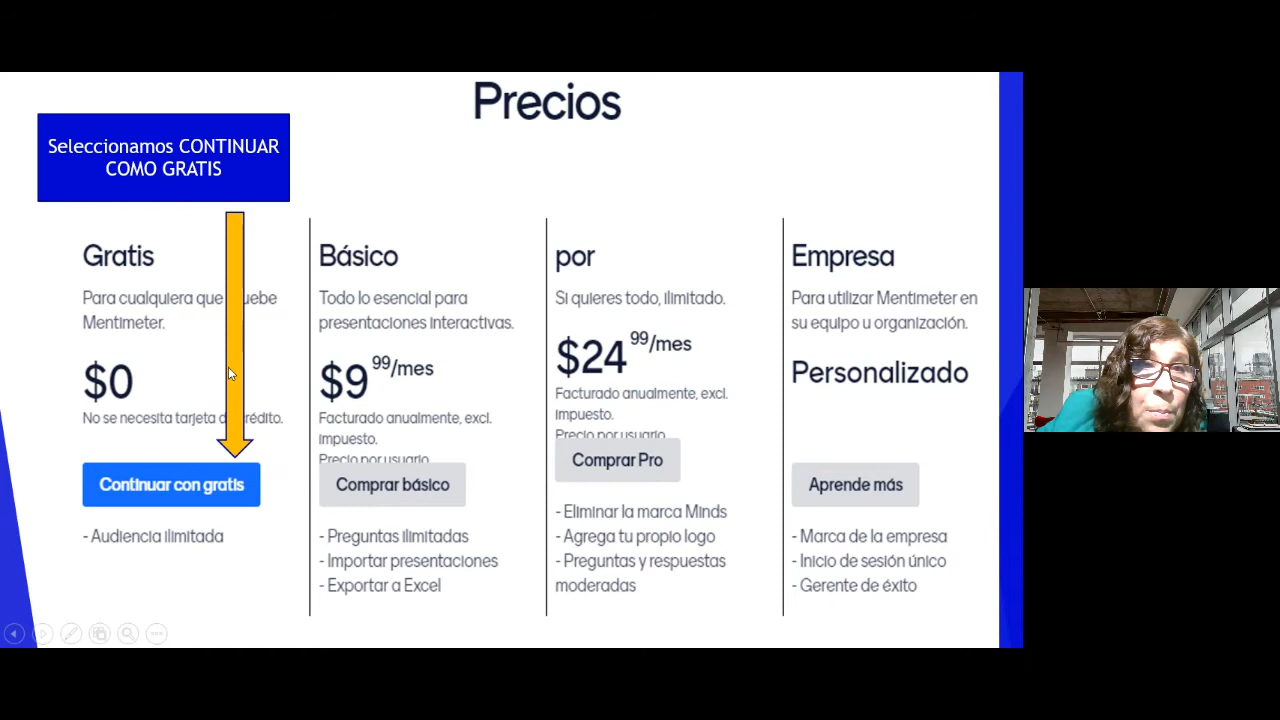 Precios
Seleccionamos CONTINUAR
COMO GRATIS
Gratis
Para cualquiera que
Mentimeter.
$0
No se necesita tarjeta
Continuar con gratis
- Audiencia ilimitada
Básico
Todo lo esencial para
presentaciones interactivas.
$9 99/mes
Facturado anualmente, excl.
impuesto.
Precio por usuario
Comprar básico
- Preguntas ilimitadas
- Importar presentaciones
- Exportar a Excel
por
Si quieres todo, ilimitado.
$24 99/mes
Facturado anualmente, excl.
impuesto.
Precio por usuario
Comprar Pro
- Eliminar la marca Minds
- Agrega tu propio logo
- Preguntas y respuestas
moderadas
Empresa
Para utilizar Mentimeter en
su equipo u organización.
Personalizado
Aprende más
- Marca de la empresa
- Inicio de sesión único
- Gerente de éxito